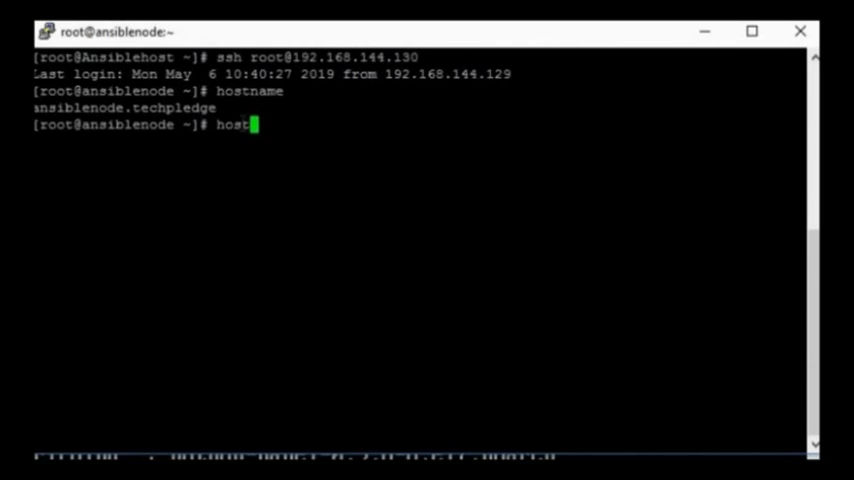 root@ansiblenode:~
[root@Ansiblehost ~]# ssh root@192.168.144.130
Last login: Mon May  6 10:40:27 2019 from 192.168.144.129
[root@ansiblenode ~]# hostname
ansiblenode.techpledge
[root@ansiblenode ~]# host